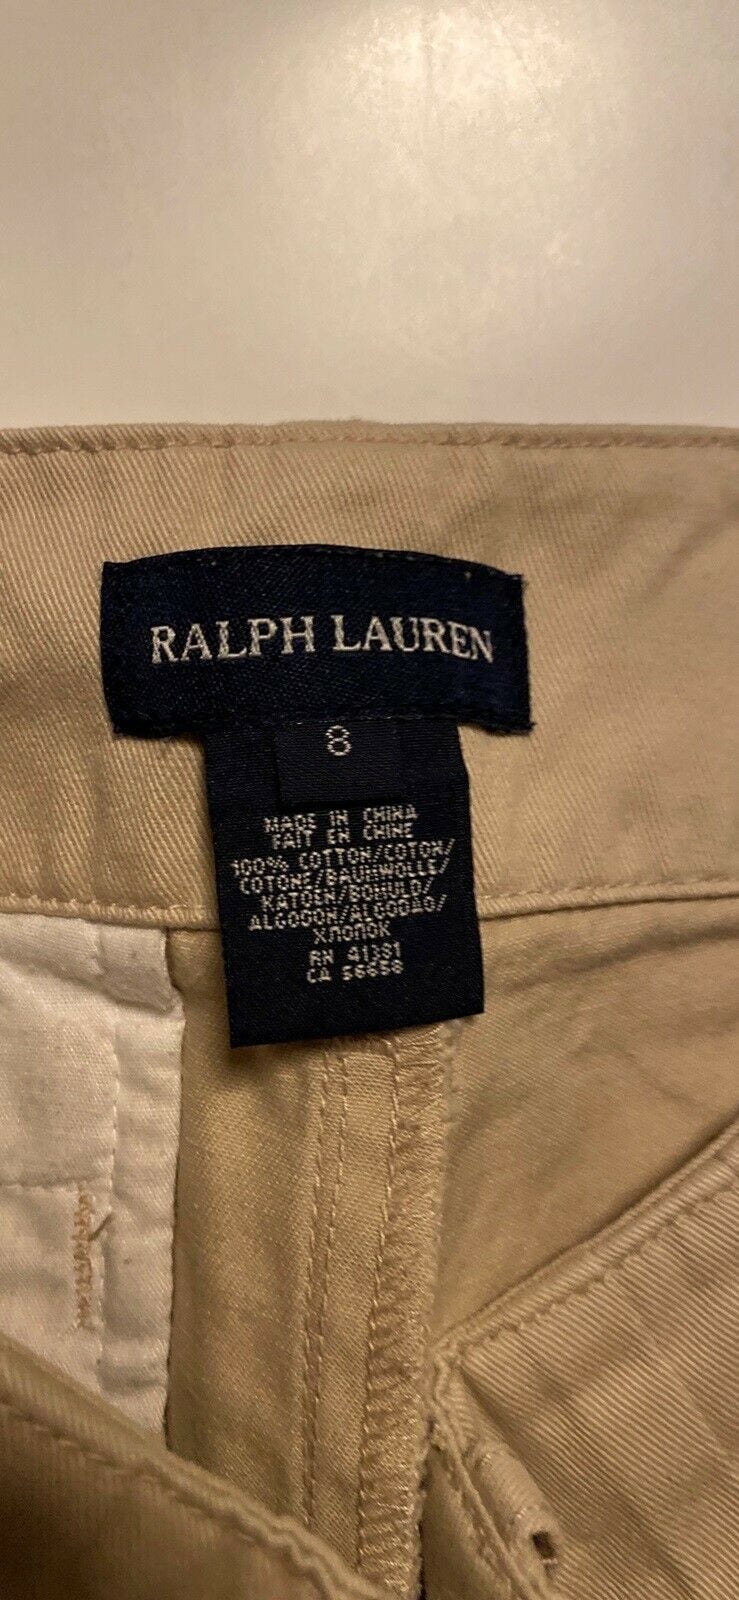 RALPH LAUREN
8
MADE IN CHINA
FAIT EN CHINE
100% COTTON/COTON/
COTONE/BAUMWOLLE/
KATOEN/BOMULD/
ALGODON/ALGODAO/
ХЛОПОК
RN 41381
CA 56656